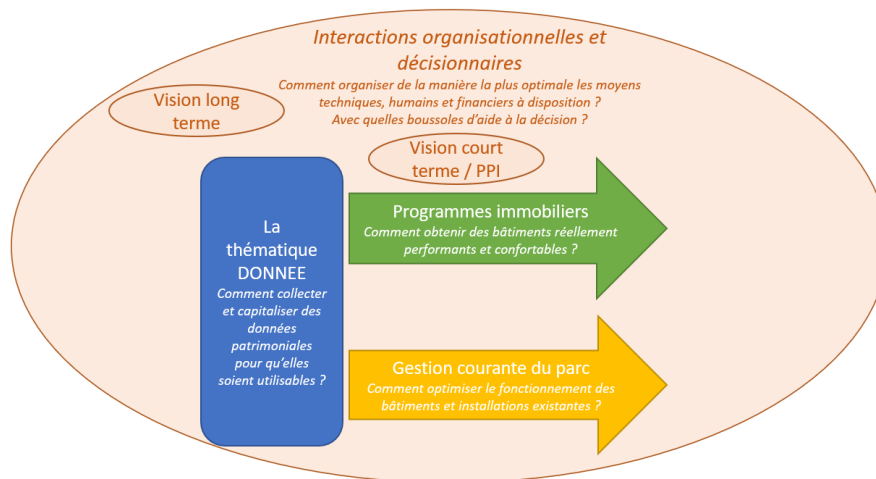 Interactions organisationnelles et
décisionnaires
Comment organiser de la manière la plus optimale les moyens
techniques, humains et financiers à disposition ?
Avec quelles boussoles d'aide à la décision ?
Vision long
terme
Vision court
terme / PPI
La
thématique
DONNEE
Comment collecter
et capitaliser des
données
patrimoniales
pour qu'elles
soient utilisables ?
Programmes immobiliers
Comment obtenir des bâtiments réellement
performants et confortables ?
Gestion courante du parc
Comment optimiser le fonctionnement des
bâtiments et installations existantes ?